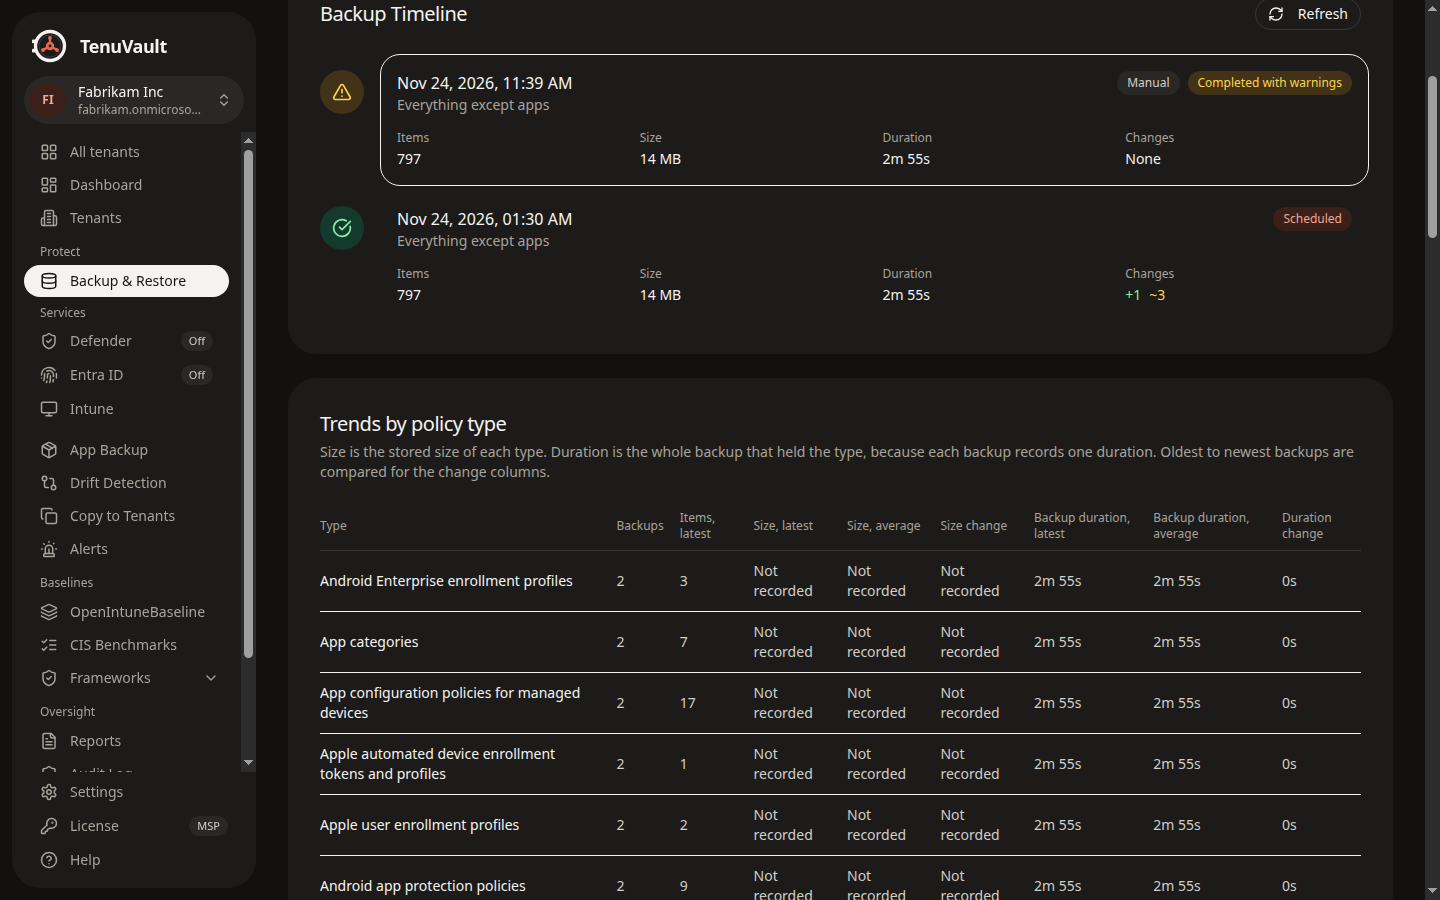 TenuVault
FI
Fabrikam Inc
fabrikam.onmicroso...
All tenants
Dashboard
Tenants
Protect
Backup & Restore
Services
Defender Off
Entra ID Off
Intune
App Backup
Drift Detection
Copy to Tenants
Alerts
Baselines
OpenIntuneBaseline
CIS Benchmarks
Frameworks
Oversight
Reports
Audit Log
Settings
License MSP
Help
Backup Timeline
Refresh
Nov 24, 2026, 11:39 AM
Manual Completed with warnings
Everything except apps
Items Size Duration Changes
797 14 MB 2m 55s None
Nov 24, 2026, 01:30 AM
Scheduled
Everything except apps
Items Size Duration Changes
797 14 MB 2m 55s +1 ~3
Trends by policy type
Size is the stored size of each type. Duration is the whole backup that held the type, because each backup records one duration. Oldest to newest backups are
compared for the change columns.
Type Backups Items, latest Size, latest Size, average Size change Backup duration, latest Backup duration, average Duration change
Android Enterprise enrollment profiles 2 3 Not recorded Not recorded Not recorded 2m 55s 2m 55s 0s
App categories 2 7 Not recorded Not recorded Not recorded 2m 55s 2m 55s 0s
App configuration policies for managed devices 2 17 Not recorded Not recorded Not recorded 2m 55s 2m 55s 0s
Apple automated device enrollment tokens and profiles 2 1 Not recorded Not recorded Not recorded 2m 55s 2m 55s 0s
Apple user enrollment profiles 2 2 Not recorded Not recorded Not recorded 2m 55s 2m 55s 0s
Android app protection policies 2 9 Not recorded Not recorded Not recorded 2m 55s 2m 55s 0s